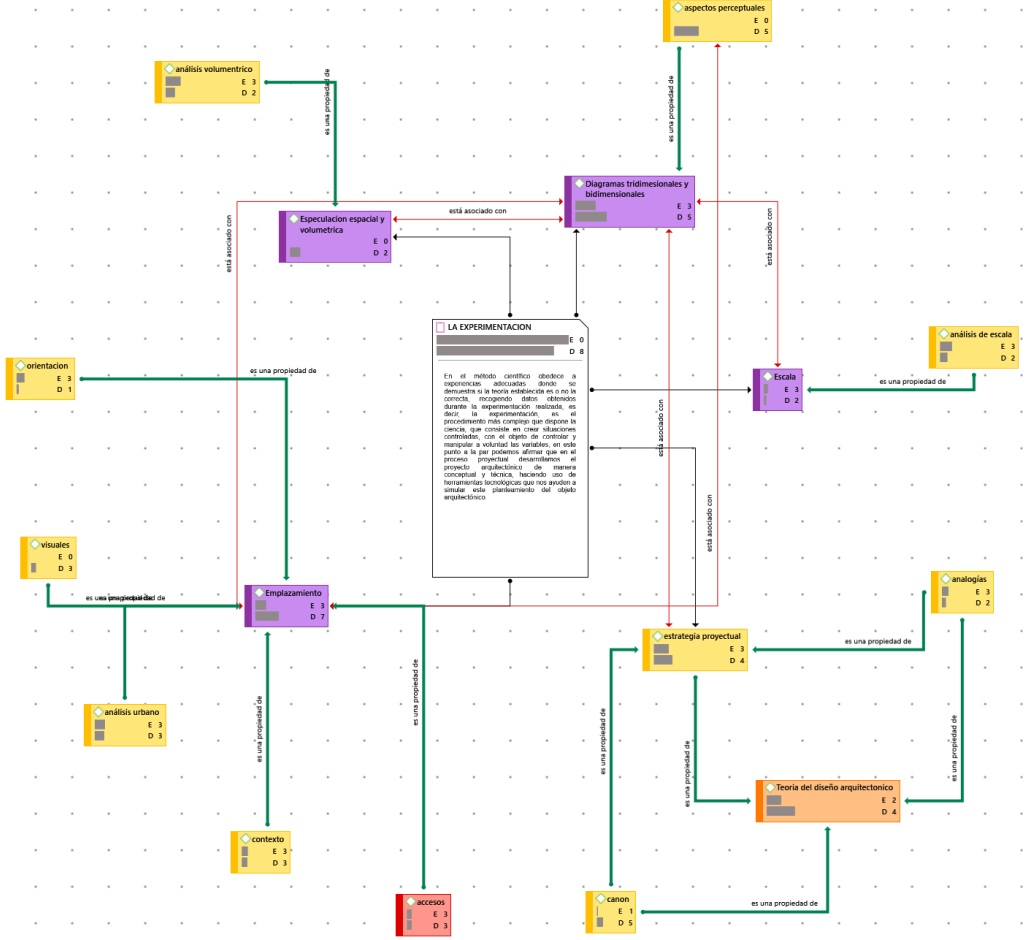 aspectos perceptuales
E 0
D 5
análisis volumentrico
E 3
D 2
es una propiedad de
es una propiedad de
Diagramas tridimesionales y
bidimensionales
E 3
D 5
Especulacion espacial y
volumetrica
E 0
D 2
está asociado con
está asociado con
está asociado con
LA EXPERIMENTACION
E 0
D 8
En el método científico obedece a
experiencias adecuadas donde se
demuestra si la teoría establecida es o no la
correcta, recogiendo datos obtenidos
durante la experimentación realizada, es
decir, la experimentación, es el
procedimiento más complejo que dispone la
ciencia, que consiste en crear situaciones
controladas, con el objeto de controlar y
manipular a voluntad las variables, en este
punto a la par podemos afirmar que en el
proceso proyectual desarrollamos el
proyecto arquitectónico de manera
conceptual y técnica, haciendo uso de
herramientas tecnológicas que nos ayuden a
simular este planteamiento del objeto
arquitectónico
análisis de escala
E 3
D 2
orientacion
E 3
D 1
es una propiedad de
Escala
E 3
D 2
es una propiedad de
está asociado con
está asociado con
visuales
E 0
D 3
es una propiedad de
Emplazamiento
E 3
D 7
analogías
E 3
D 2
estrategia proyectual
E 3
D 4
es una propiedad de
análisis urbano
E 3
D 3
es una propiedad de
es una propiedad de
es una propiedad de
es una propiedad de
es una propiedad de
Teoria del diseño arquitectonico
E 2
D 4
contexto
E 3
D 3
accesos
E 3
D 3
canon
E 1
D 5
es una propiedad de